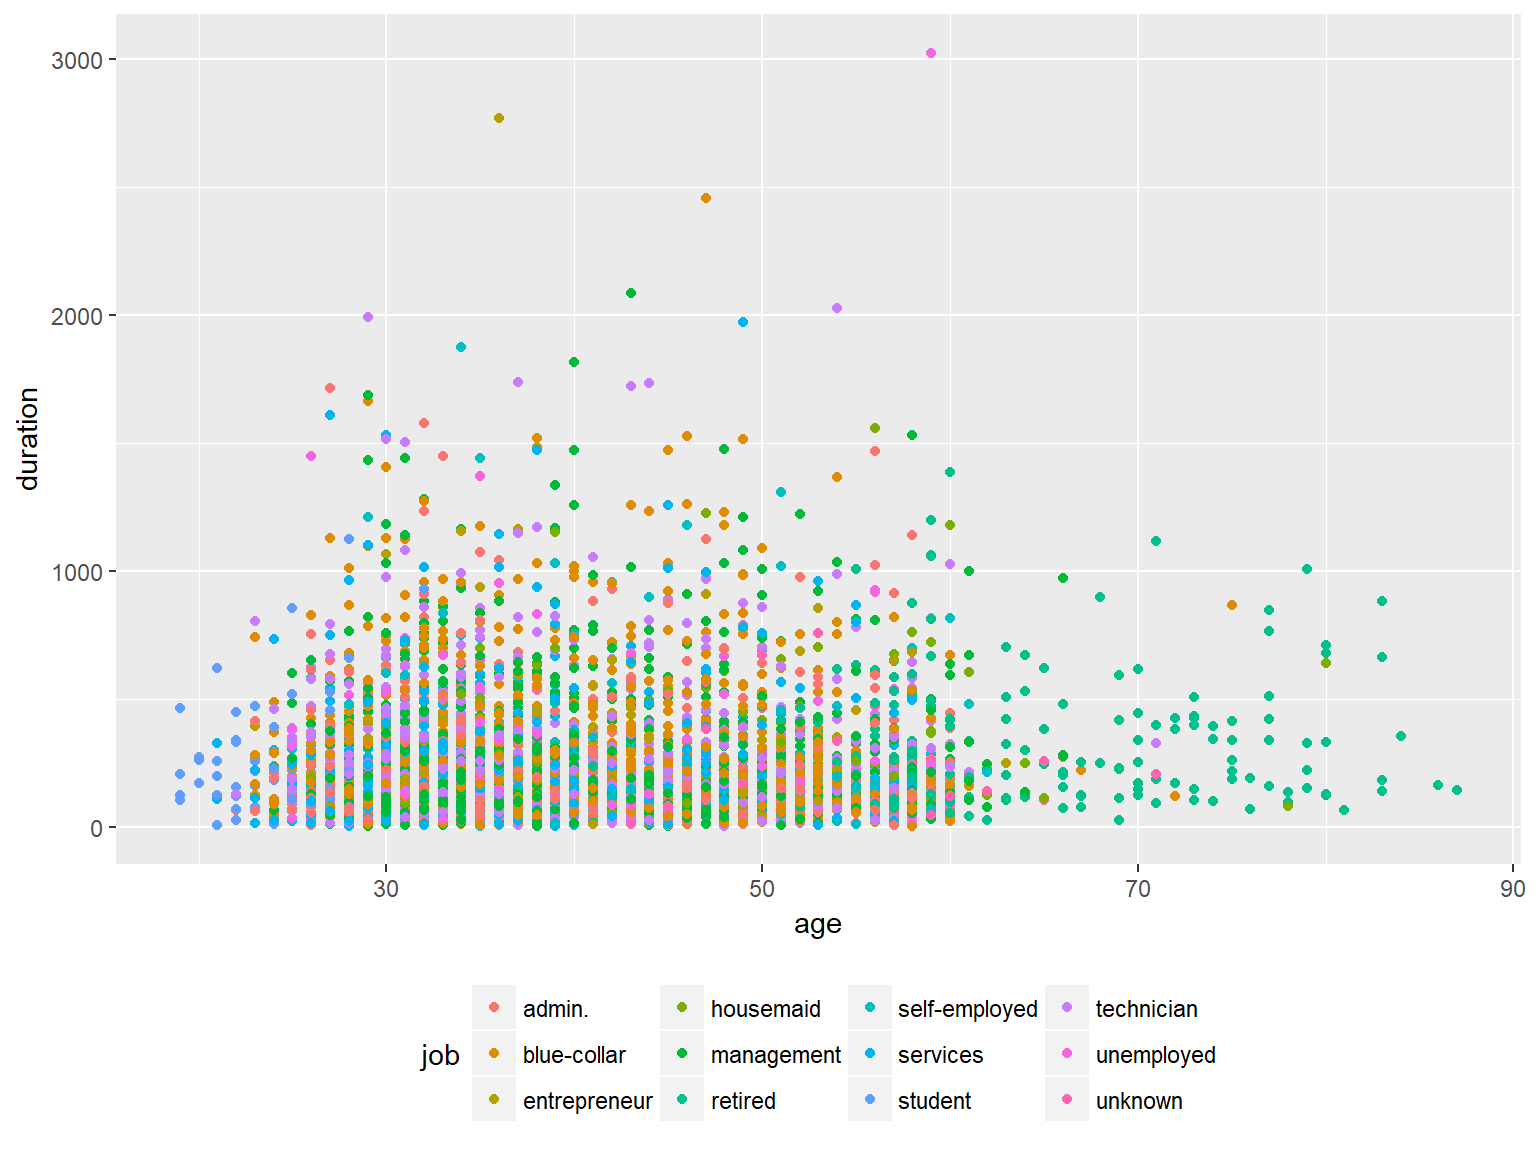 3000
2000
1000
0
duration
30 50 70 90
age
job
admin. housemaid self-employed technician
blue-collar management services unemployed
entrepreneur retired student unknown